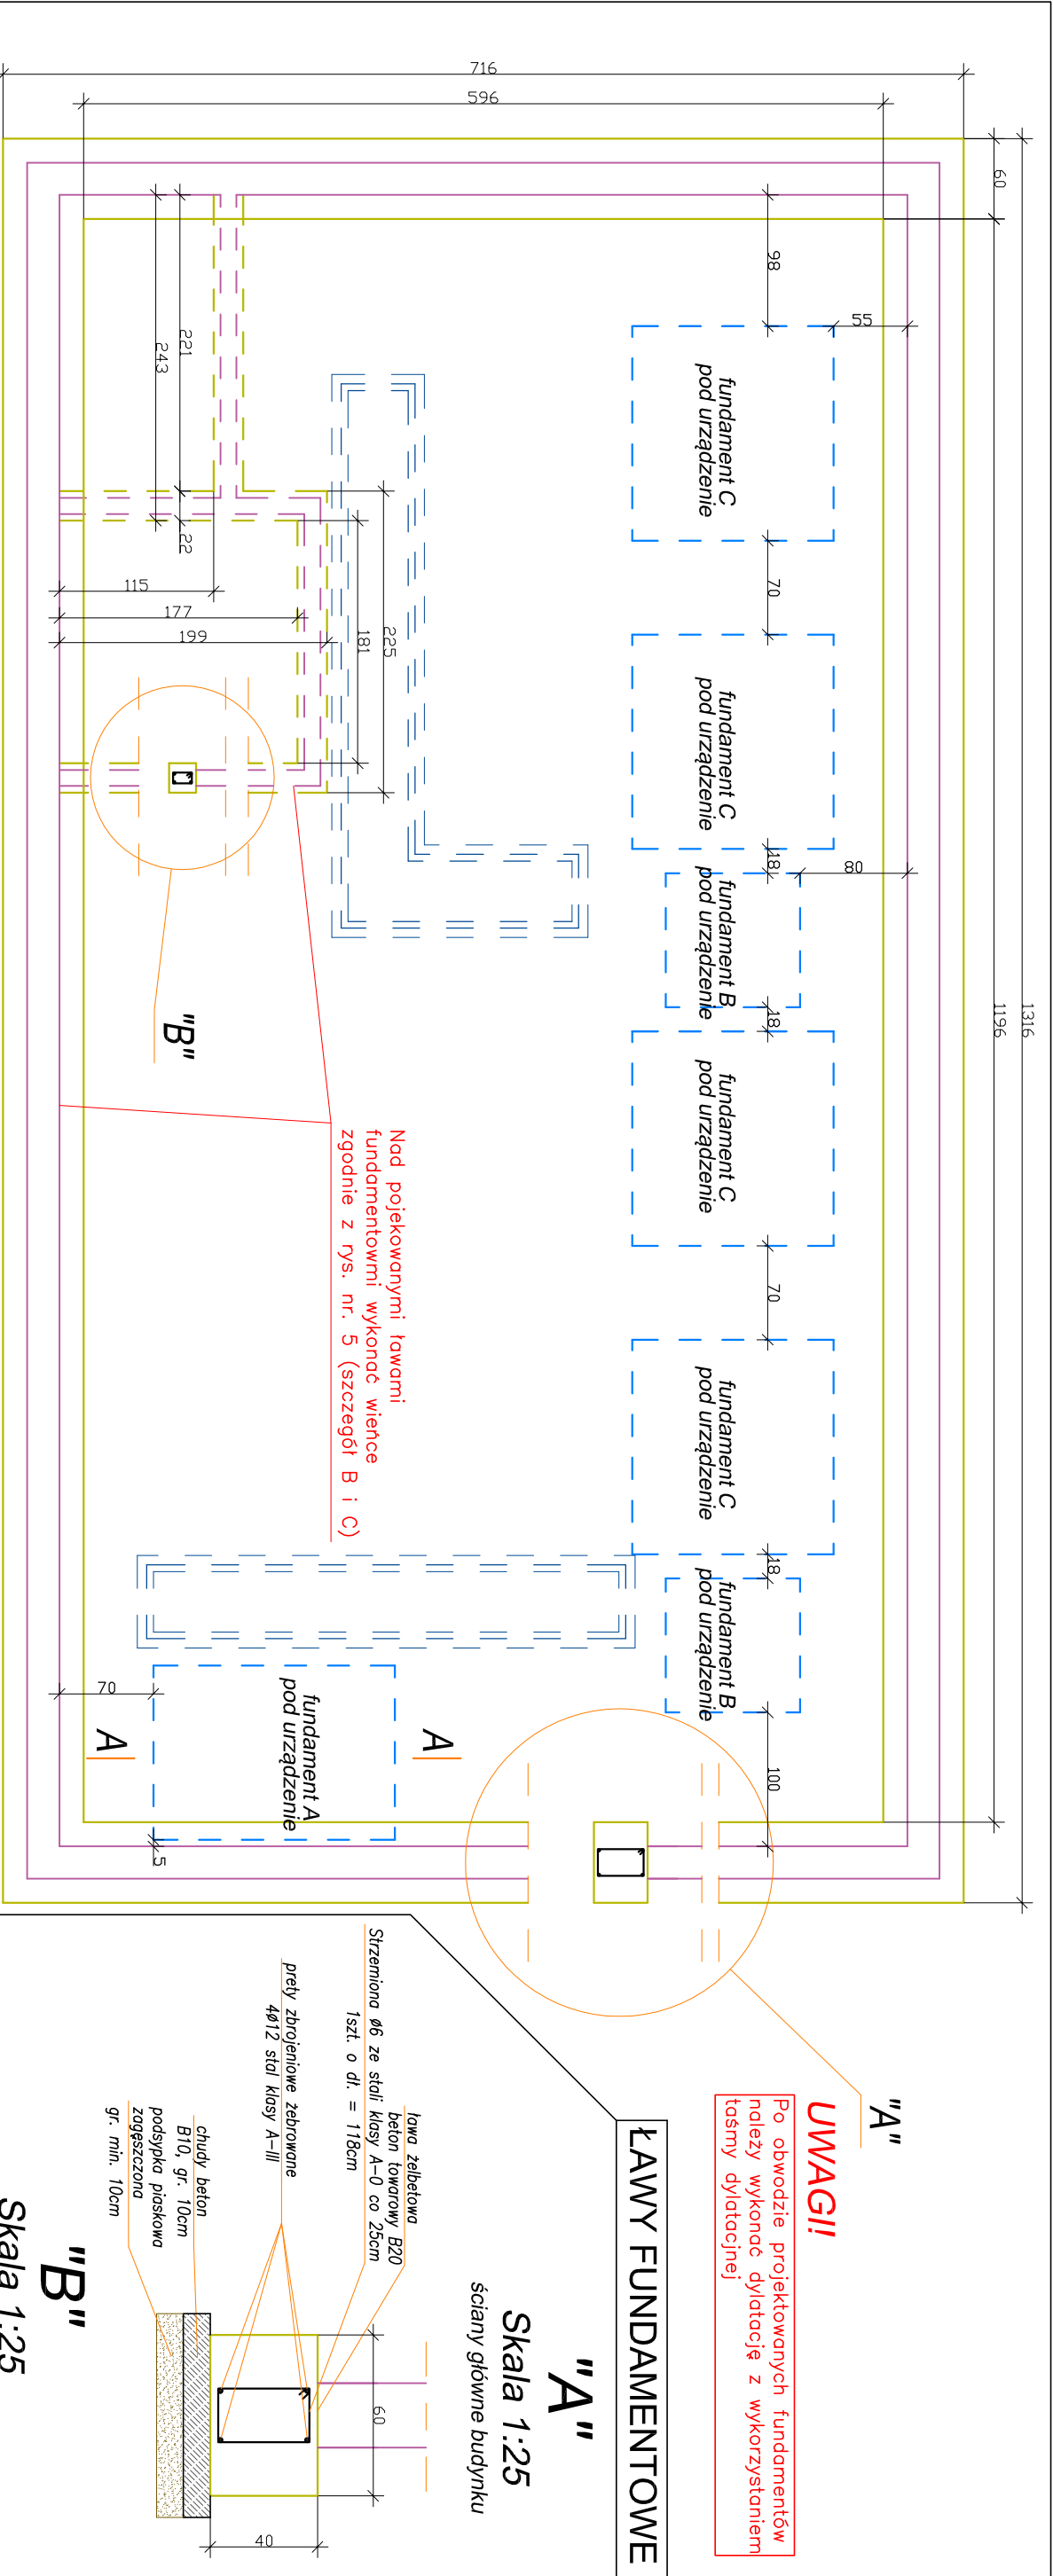 716
596
1316
1196
60
98
55
fundament C
pod urządzenie
70
fundament C
pod urządzenie
18
80
fundament B
pod urządzenie
18
fundament C
pod urządzenie
70
fundament C
pod urządzenie
18
fundament B
pod urządzenie
100
221
243
22
115
177
199
225
181
"B"
Nad pojekowanymi ławami
fundamentowmi wykonać wieńce
zgodnie z rys. nr. 5 (szczegół B i C)
70
fundament A
pod urządzenie
A
A
5
"A"
UWAGI!
Po obwodzie projektowanych fundamentów
należy wykonać dylatację z wykorzystaniem
taśmy dylatacjnej
ŁAWY FUNDAMENTOWE
"A"
Skala 1:25
ściany główne budynku
ława żelbetowa
beton towarowy B20
Strzemiona ø6 ze stali klasy A-0 co 25cm
1szt. o dł. = 118cm
pręty zbrojeniowe żebrowane
4ø12 stal klasy A-III
chudy beton
B10, gr. 10cm
podsypka piaskowa
zagęszczona
gr. min. 10cm
60
40
"B"
Skala 1:25